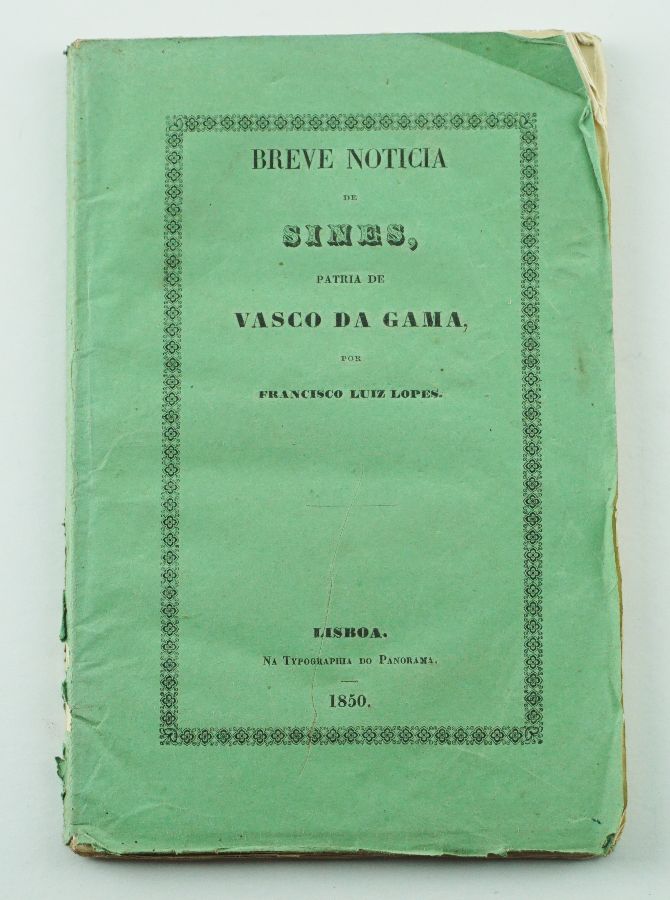 BREVE NOTICIA
DE
SINES,
PATRIA DE
VASCO DA GAMA,
POR
FRANCISCO LUIZ LOPES.
LISBOA.
NA TYPOGRAPHIA DO PANORAMA.
1850.